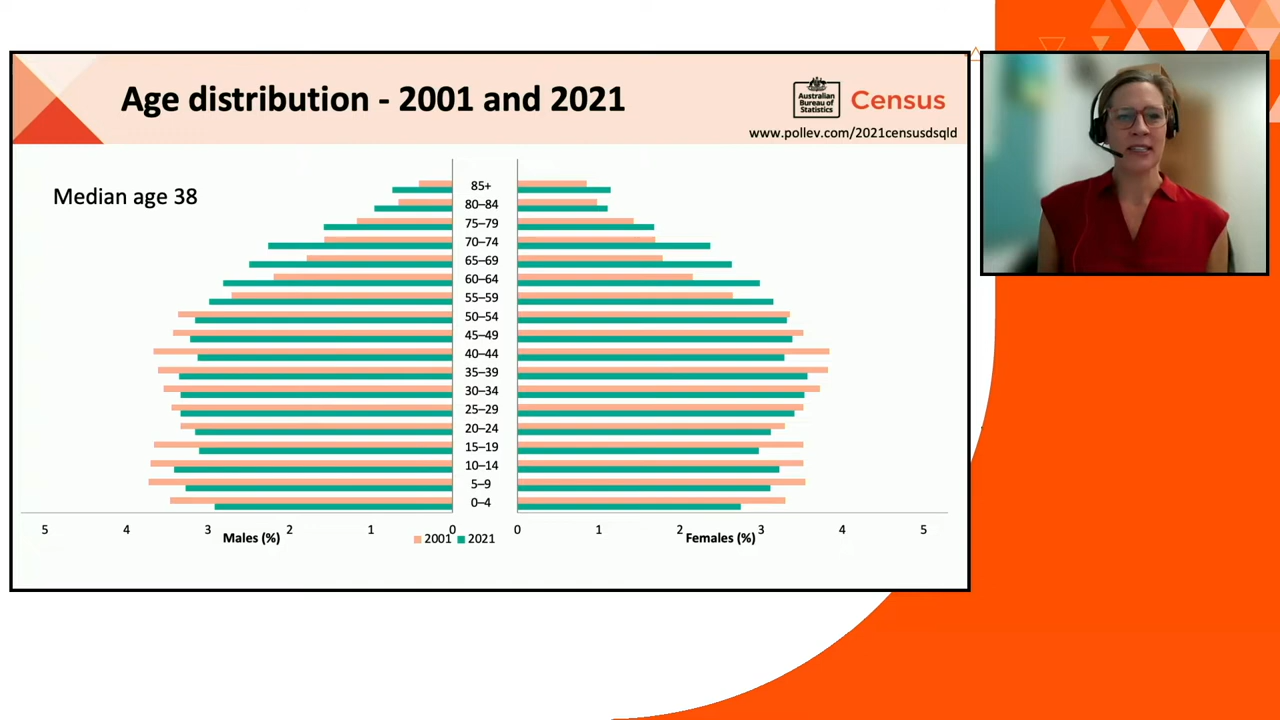 Age distribution - 2001 and 2021
Australian
Bureau of
Statistics
Census
www.pollev.com/2021censusdsqld
Median age 38
85+
80–84
75–79
70–74
65–69
60–64
55–59
50–54
45–49
40–44
35–39
30–34
25–29
20–24
15–19
10–14
5–9
0–4
5 4 3 2 1 0 0 1 2 3 4 5
Males (%) 2001 2021 Females (%)